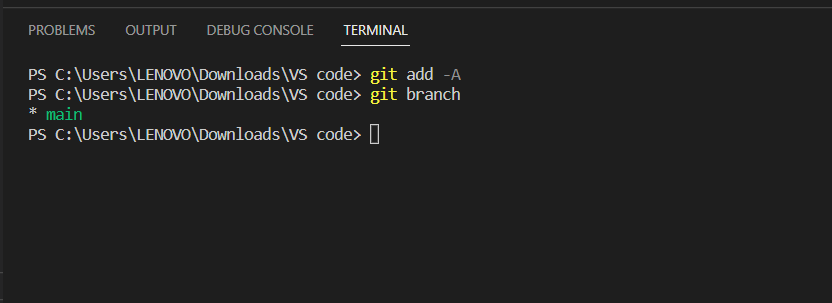 PROBLEMS OUTPUT DEBUG CONSOLE TERMINAL
PS C:\Users\LENOVO\Downloads\VS code> git add -A
PS C:\Users\LENOVO\Downloads\VS code> git branch
* main
PS C:\Users\LENOVO\Downloads\VS code>